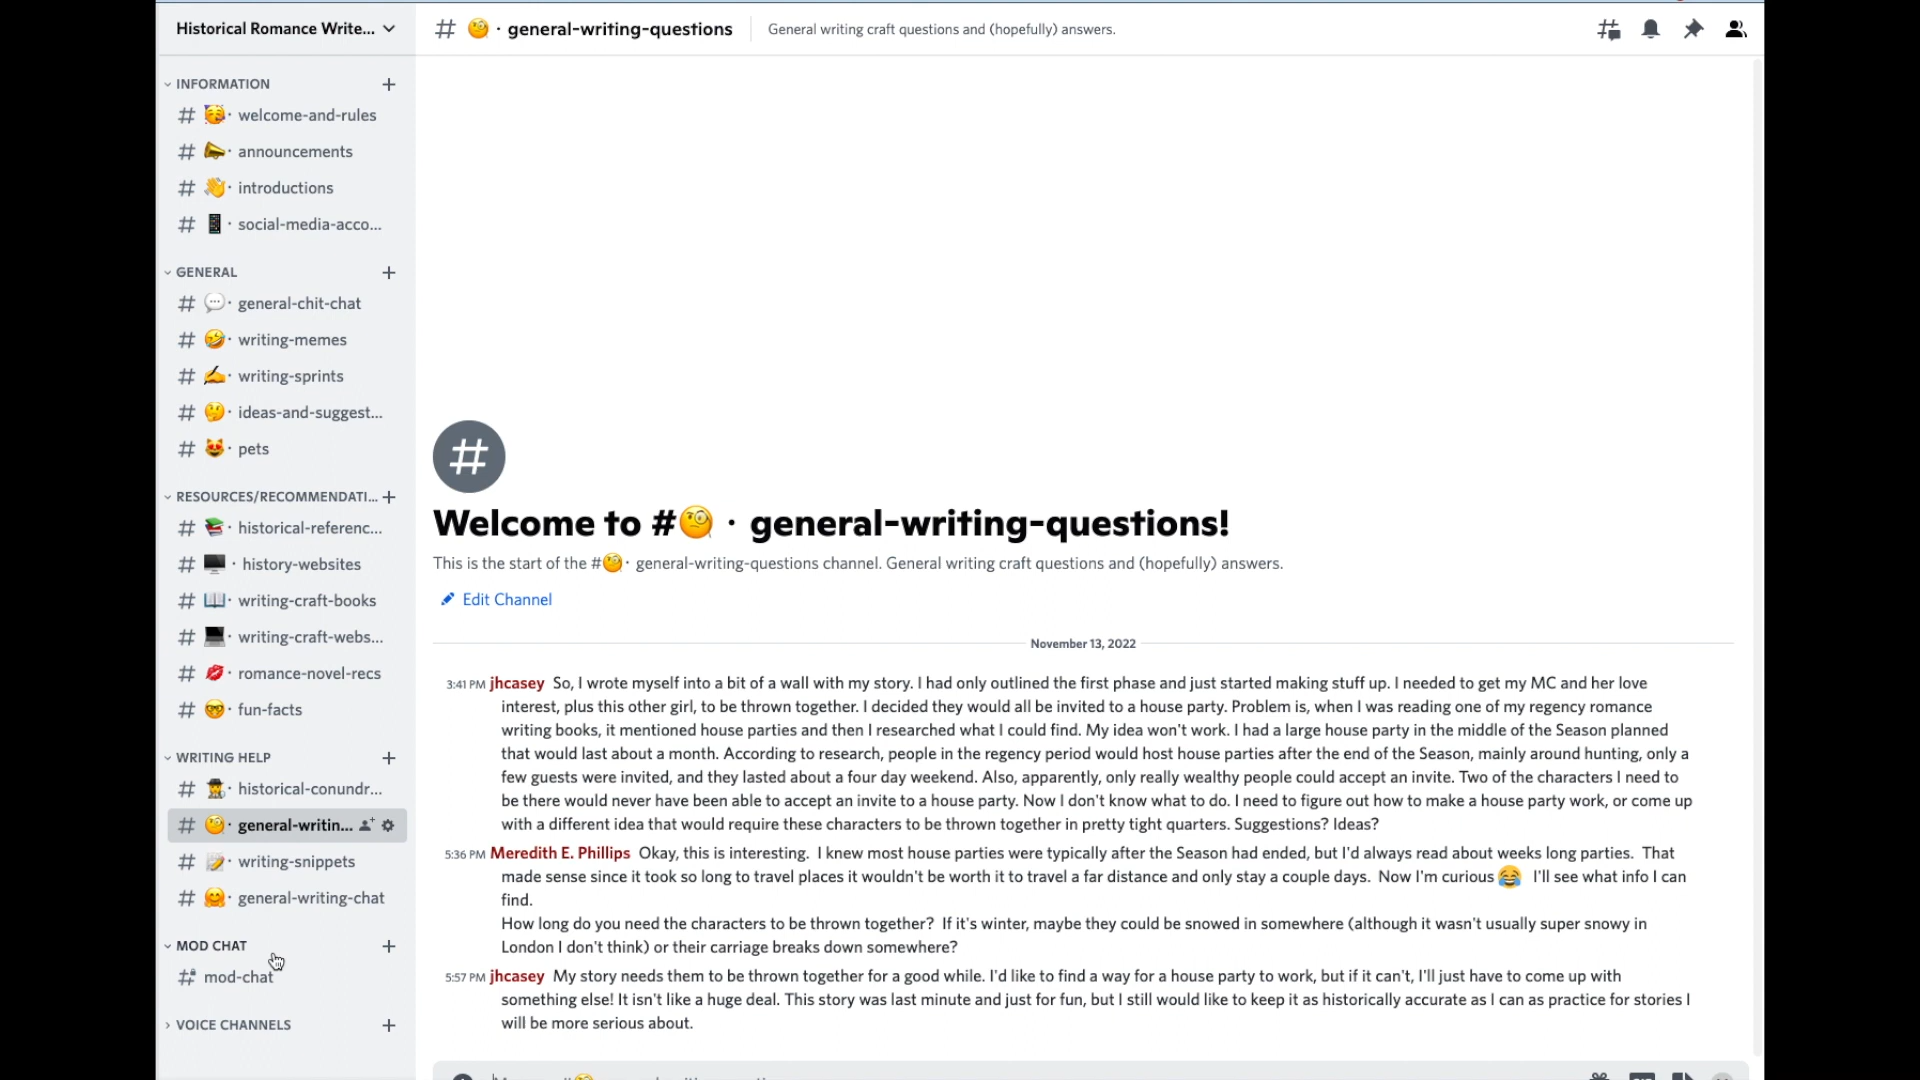 Historical Romance Write...
INFORMATION
welcome-and-rules
announcements
introductions
social-media-acco...
GENERAL
general-chit-chat
writing-memes
writing-sprints
ideas-and-suggest...
pets
RESOURCES/RECOMMENDATI...
historical-referenc...
history-websites
writing-craft-books
writing-craft-webs...
romance-novel-recs
fun-facts
WRITING HELP
historical-conundr...
general-writin...
writing-snippets
general-writing-chat
MOD CHAT
mod-chat
VOICE CHANNELS
# 🧐 · general-writing-questions General writing craft questions and (hopefully) answers.
#
Welcome to #🧐 · general-writing-questions!
This is the start of the #🧐 · general-writing-questions channel. General writing craft questions and (hopefully) answers.
Edit Channel
November 13, 2022
3:41 PM jhcasey So, I wrote myself into a bit of a wall with my story. I had only outlined the first phase and just started making stuff up. I needed to get my MC and her love
interest, plus this other girl, to be thrown together. I decided they would all be invited to a house party. Problem is, when I was reading one of my regency romance
writing books, it mentioned house parties and then I researched what I could find. My idea won't work. I had a large house party in the middle of the Season planned
that would last about a month. According to research, people in the regency period would host house parties after the end of the Season, mainly around hunting, only a
few guests were invited, and they lasted about a four day weekend. Also, apparently, only really wealthy people could accept an invite. Two of the characters I need to
be there would never have been able to accept an invite to a house party. Now I don't know what to do. I need to figure out how to make a house party work, or come up
with a different idea that would require these characters to be thrown together in pretty tight quarters. Suggestions? Ideas?
5:36 PM Meredith E. Phillips Okay, this is interesting. I knew most house parties were typically after the Season had ended, but I'd always read about weeks long parties. That
made sense since it took so long to travel places it wouldn't be worth it to travel a far distance and only stay a couple days. Now I'm curious 😂 I'll see what info I can
find.
How long do you need the characters to be thrown together? If it's winter, maybe they could be snowed in somewhere (although it wasn't usually super snowy in
London I don't think) or their carriage breaks down somewhere?
5:57 PM jhcasey My story needs them to be thrown together for a good while. I'd like to find a way for a house party to work, but if it can't, I'll just have to come up with
something else! It isn't like a huge deal. This story was last minute and just for fun, but I still would like to keep it as historically accurate as I can as practice for stories I
will be more serious about.